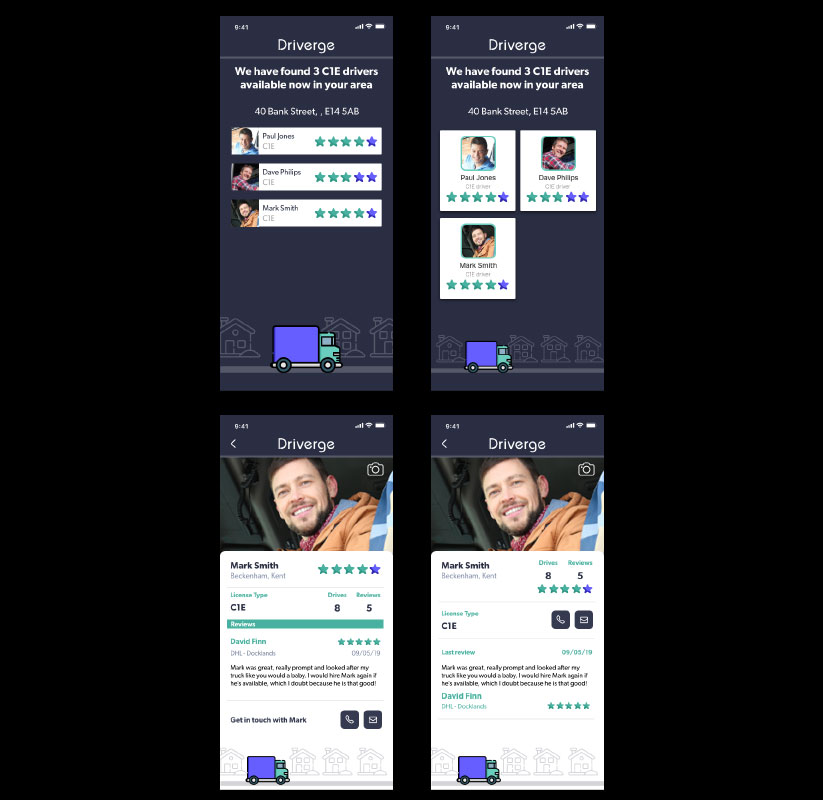 9:41
Driverge
We have found 3 C1E drivers
available now in your area
40 Bank Street, , E14 5AB
Paul Jones
C1E
Dave Philips
C1E
Mark Smith
C1E
9:41
Driverge
We have found 3 C1E drivers
available now in your area
40 Bank Street, E14 5AB
Paul Jones
C1E driver
Dave Philips
C1E driver
Mark Smith
C1E driver
9:41
Driverge
Mark Smith
Beckenham, Kent
License Type Drives Reviews
C1E 8 5
Reviews
David Finn
DHL - Docklands 09/05/19
Mark was great, really prompt and looked after my
truck like you would a baby. I would hire Mark again if
he's available, which I doubt because he is that good!
Get in touch with Mark
9:41
Driverge
Mark Smith Drives Reviews
Beckenham, Kent 8 5
License Type
C1E
Last review 09/05/19
Mark was great, really prompt and looked after my
truck like you would a baby. I would hire Mark again if
he's available, which I doubt because he is that good!
David Finn
DHL - Docklands